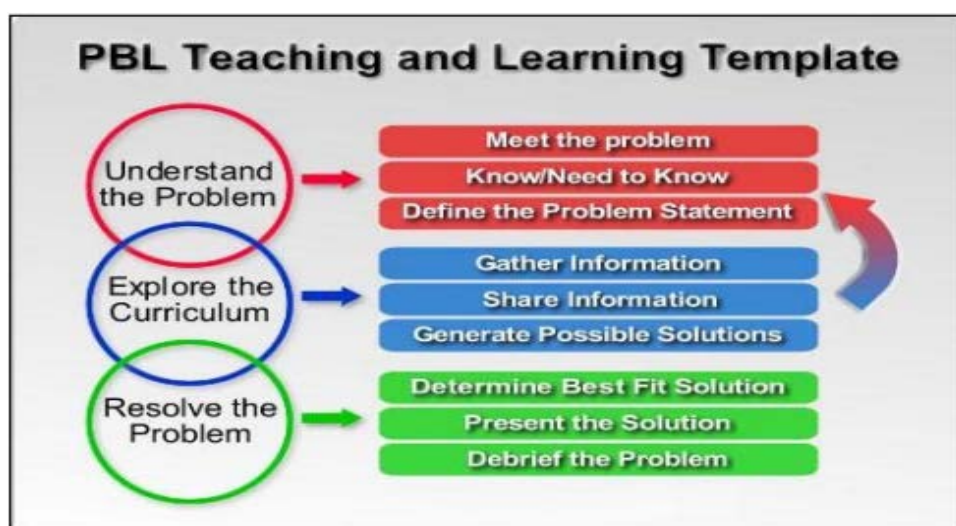 PBL Teaching and Learning Template
Understand
the Problem
Meet the problem
Know/Need to Know
Define the Problem Statement
Explore the
Curriculum
Gather Information
Share Information
Generate Possible Solutions
Resolve the
Problem
Determine Best Fit Solution
Present the Solution
Debrief the Problem